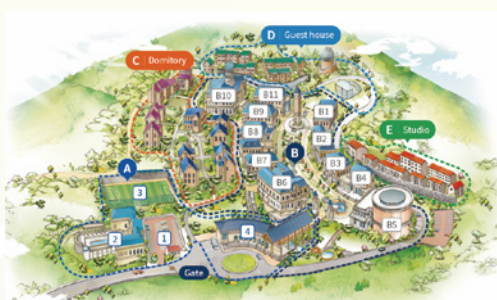 D Guest house
C Domitory
B10
B11
B9
B1
B8
B2
B
E Studio
A
B7
B3
B6
B4
3
4
B5
2
1
Gate